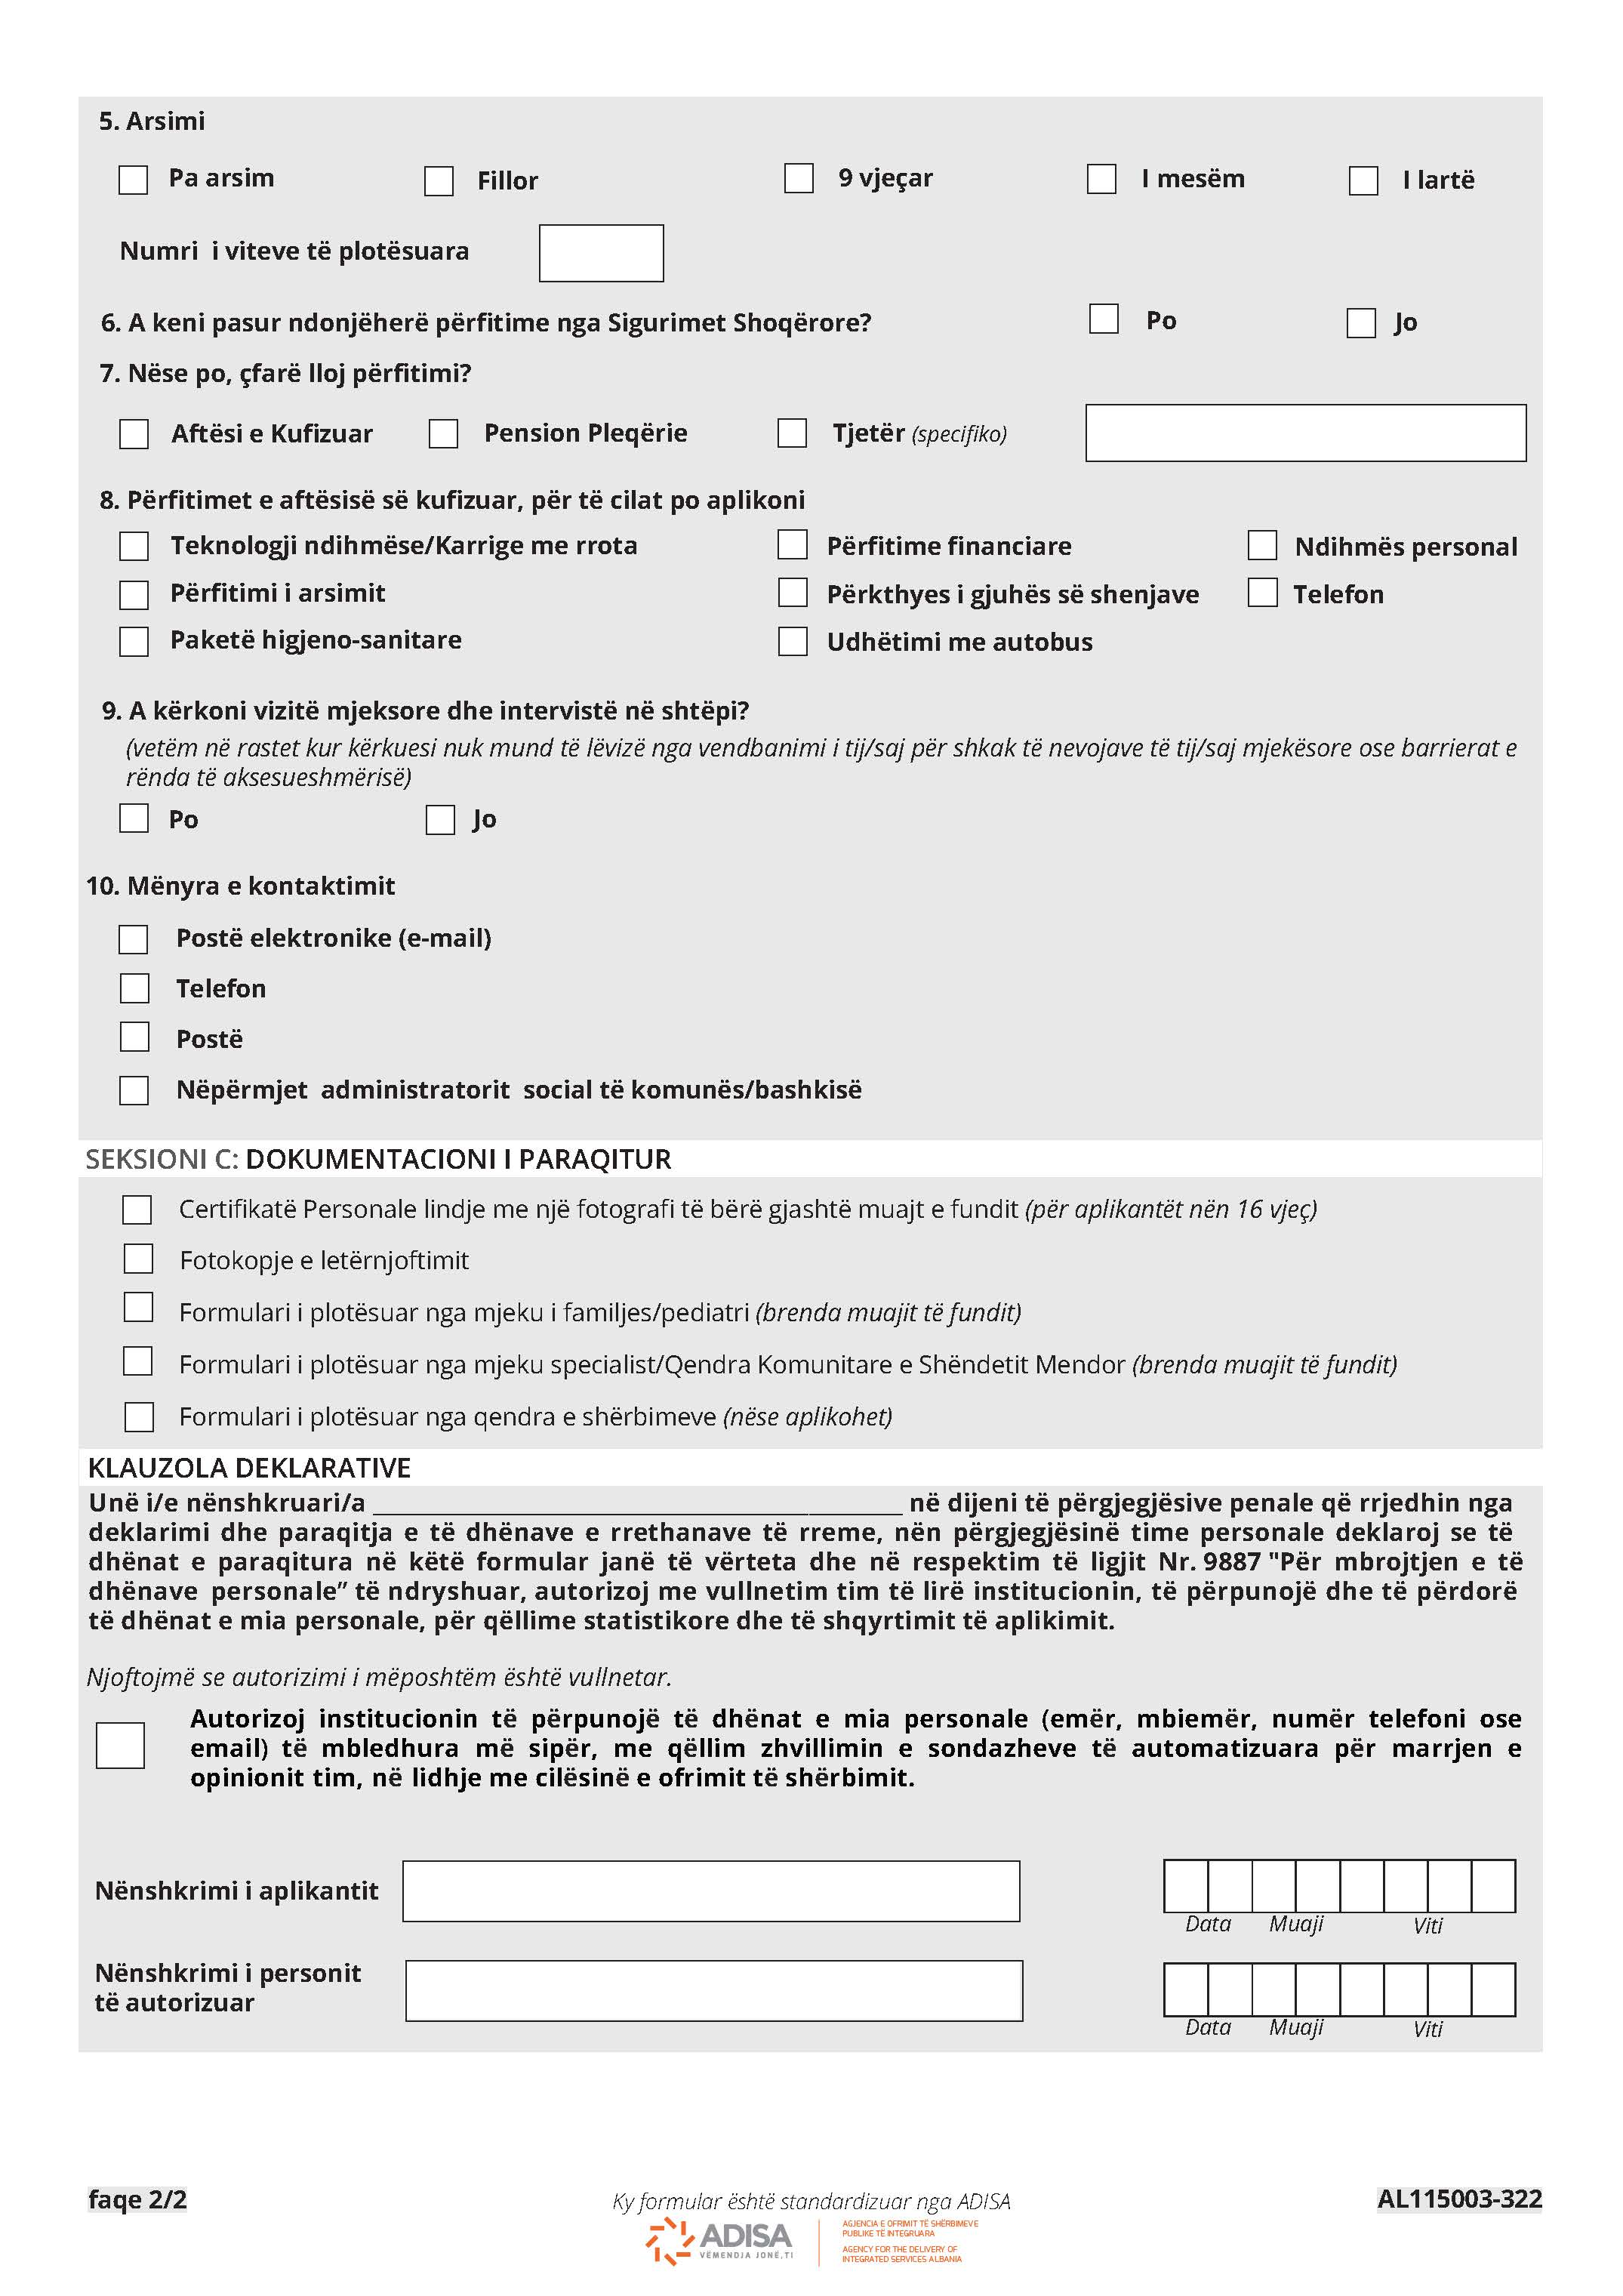 5. Arsimi
Pa arsim Fillor 9 vjeçar I mesëm I lartë
Numri i viteve të plotësuara
6. A keni pasur ndonjëherë përfitime nga Sigurimet Shoqërore? Po Jo
7. Nëse po, çfarë lloj përfitimi?
Aftësi e Kufizuar Pension Pleqërie Tjetër (specifiko)
8. Përfitimet e aftësisë së kufizuar, për të cilat po aplikoni
Teknologji ndihmëse/Karrige me rrota Përfitime financiare Ndihmës personal
Përfitimi i arsimit Përkthyes i gjuhës së shenjave Telefon
Paketë higjeno-sanitare Udhëtimi me autobus
9. A kërkoni vizitë mjeksore dhe intervistë në shtëpi?
(vetëm në rastet kur kërkuesi nuk mund të lëvizë nga vendbanimi i tij/saj për shkak të nevojave të tij/saj mjekësore ose barrierat e
rënda të aksesueshmërisë)
Po Jo
10. Mënyra e kontaktimit
Postë elektronike (e-mail)
Telefon
Postë
Nëpërmjet administratorit social të komunës/bashkisë
SEKSIONI C: DOKUMENTACIONI I PARAQITUR
Certifikatë Personale lindje me një fotografi të bërë gjashtë muajt e fundit (për aplikantët nën 16 vjeç)
Fotokopje e letërnjoftimit
Formulari i plotësuar nga mjeku i familjes/pediatri (brenda muajit të fundit)
Formulari i plotësuar nga mjeku specialist/Qendra Komunitare e Shëndetit Mendor (brenda muajit të fundit)
Formulari i plotësuar nga qendra e shërbimeve (nëse aplikohet)
KLAUZOLA DEKLARATIVE
Unë i/e nënshkruari/a ______________________ në dijeni të përgjegjësive penale që rrjedhin nga
deklarimi dhe paraqitja e të dhënave e rrethanave të rreme, nën përgjegjësinë time personale deklaroj se të
dhënat e paraqitura në këtë formular janë të vërteta dhe në respektim të ligjit Nr. 9887 "Për mbrojtjen e të
dhënave personale” të ndryshuar, autorizoj me vullnetim tim të lirë institucionin, të përpunojë dhe të përdorë
të dhënat e mia personale, për qëllime statistikore dhe të shqyrtimit të aplikimit.
Njoftojmë se autorizimi i mëposhtëm është vullnetar.
Autorizoj institucionin të përpunojë të dhënat e mia personale (emër, mbiemër, numër telefoni ose
email) të mbledhura më sipër, me qëllim zhvillimin e sondazheve të automatizuara për marrjen e
opinionit tim, në lidhje me cilësinë e ofrimit të shërbimit.
Nënshkrimi i aplikantit
Data Muaji Viti
Nënshkrimi i personit
të autorizuar
Data Muaji Viti
faqe 2/2 Ky formular është standardizuar nga ADISA AL115003-322
ADISA
VËMENDJA JONË, TI
AGJENCIA E OFRIMIT TË SHËRBIMEVE
PUBLIKE TË INTEGRUARA
AGENCY FOR THE DELIVERY OF
INTEGRATED SERVICES ALBANIA